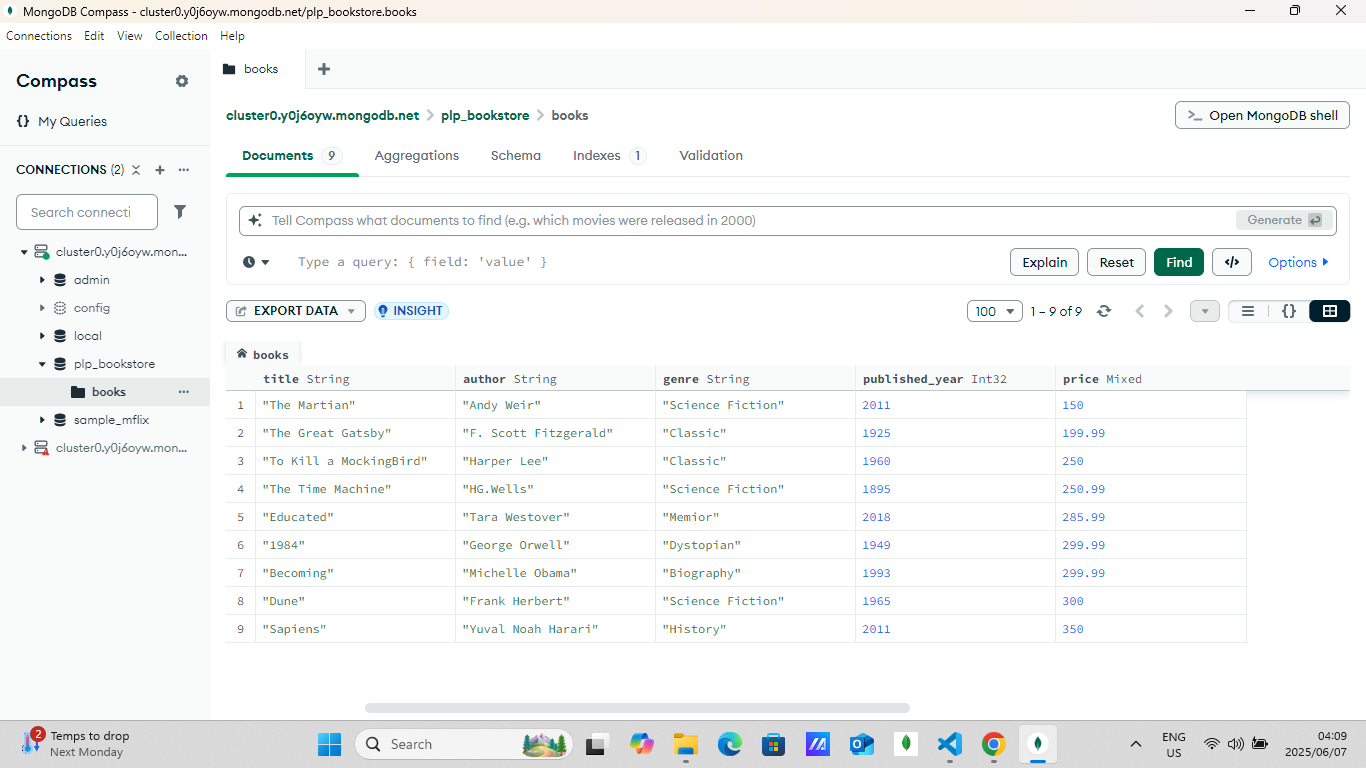 MongoDB Compass - cluster0.y0j6oyw.mongodb.net/plp_bookstore.books
Connections Edit View Collection Help
Compass
My Queries
CONNECTIONS (2)
Search connecti
cluster0.y0j6oyw.mon...
admin
config
local
plp_bookstore
books
sample_mflix
cluster0.y0j6oyw.mon...
books
cluster0.y0j6oyw.mongodb.net > plp_bookstore > books
Open MongoDB shell
Documents 9 Aggregations Schema Indexes 1 Validation
Tell Compass what documents to find (e.g. which movies were released in 2000) Generate
Type a query: { field: 'value' } Explain Reset Find Options
EXPORT DATA INSIGHT 100 1 – 9 of 9
books
title String author String genre String published_year Int32 price Mixed
1 "The Martian" "Andy Weir" "Science Fiction" 2011 150
2 "The Great Gatsby" "F. Scott Fitzgerald" "Classic" 1925 199.99
3 "To Kill a MockingBird" "Harper Lee" "Classic" 1960 250
4 "The Time Machine" "HG.Wells" "Science Fiction" 1895 250.99
5 "Educated" "Tara Westover" "Memior" 2018 285.99
6 "1984" "George Orwell" "Dystopian" 1949 299.99
7 "Becoming" "Michelle Obama" "Biography" 1993 299.99
8 "Dune" "Frank Herbert" "Science Fiction" 1965 300
9 "Sapiens" "Yuval Noah Harari" "History" 2011 350
2
Temps to drop
Next Monday
Search
ENG
US
04:09
2025/06/07